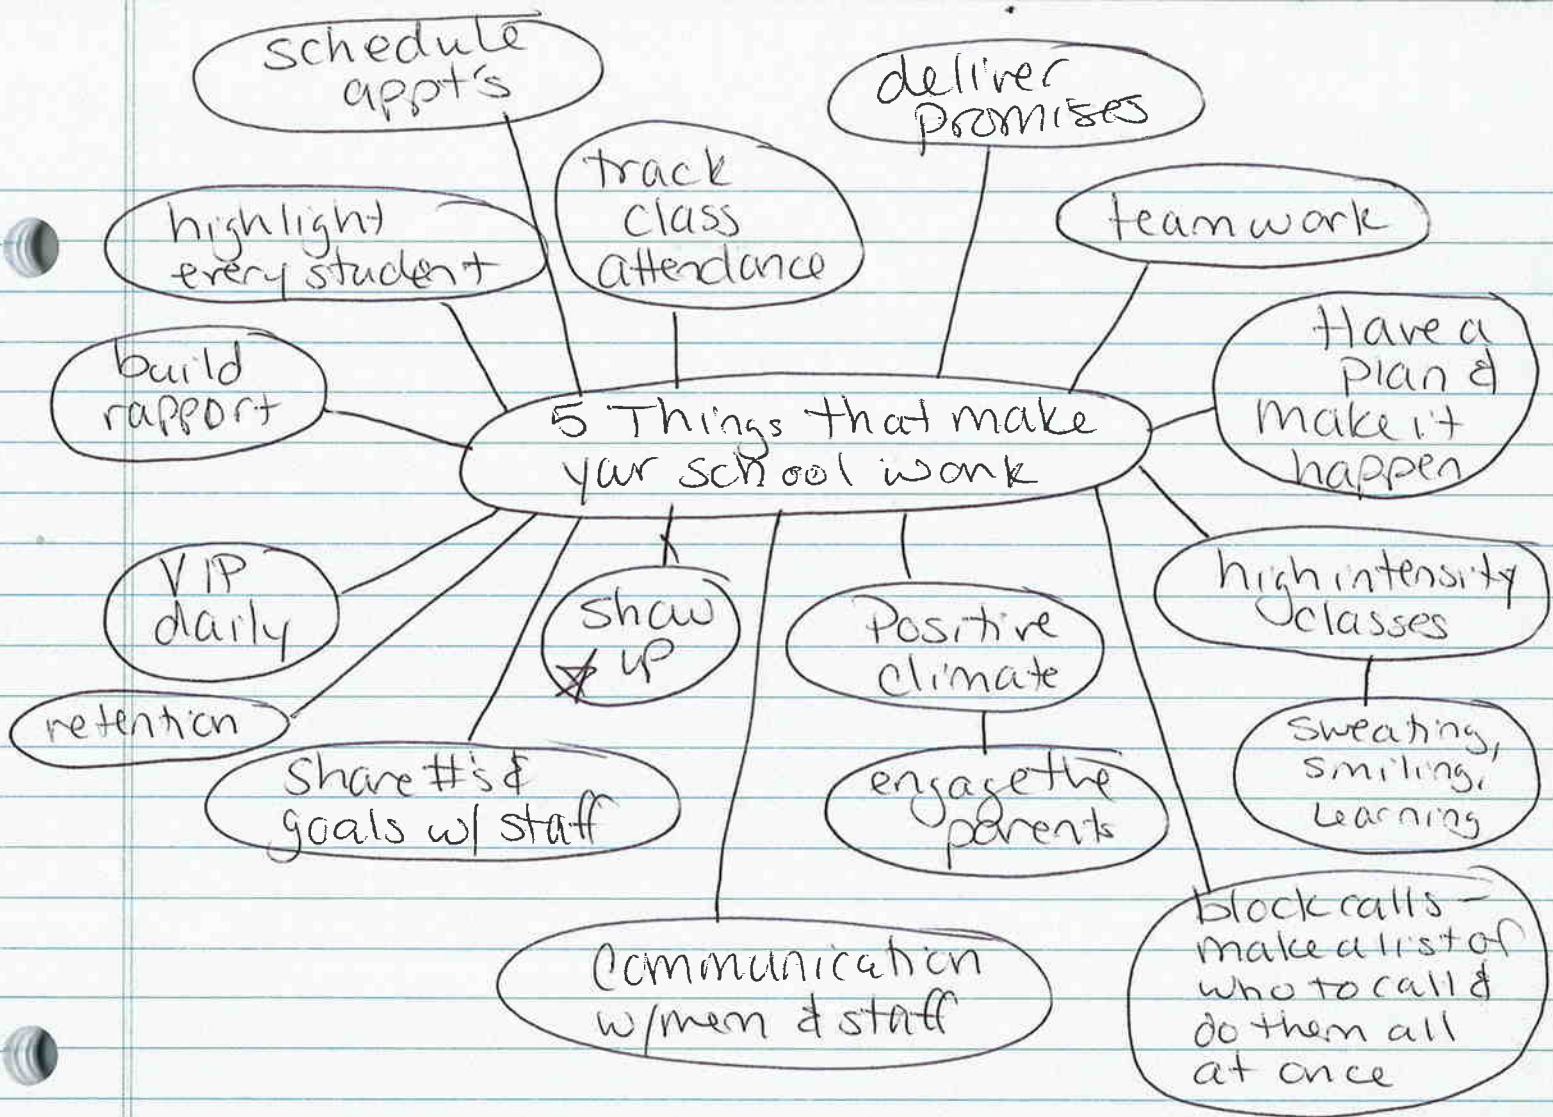 schedule
appt's
deliver
promises
track
class
attendance
teamwork
highlight
every student
Have a
plan &
make it
happen
build
rapport
5 Things that make
your school work
VIP
daily
show
up
Positive
climate
high intensity
classes
retention
Share #'s &
goals w/ staff
engage the
parents
sweating,
smiling,
Learning
Communication
w/mem & staff
block calls -
make a list of
who to call &
do them all
at once